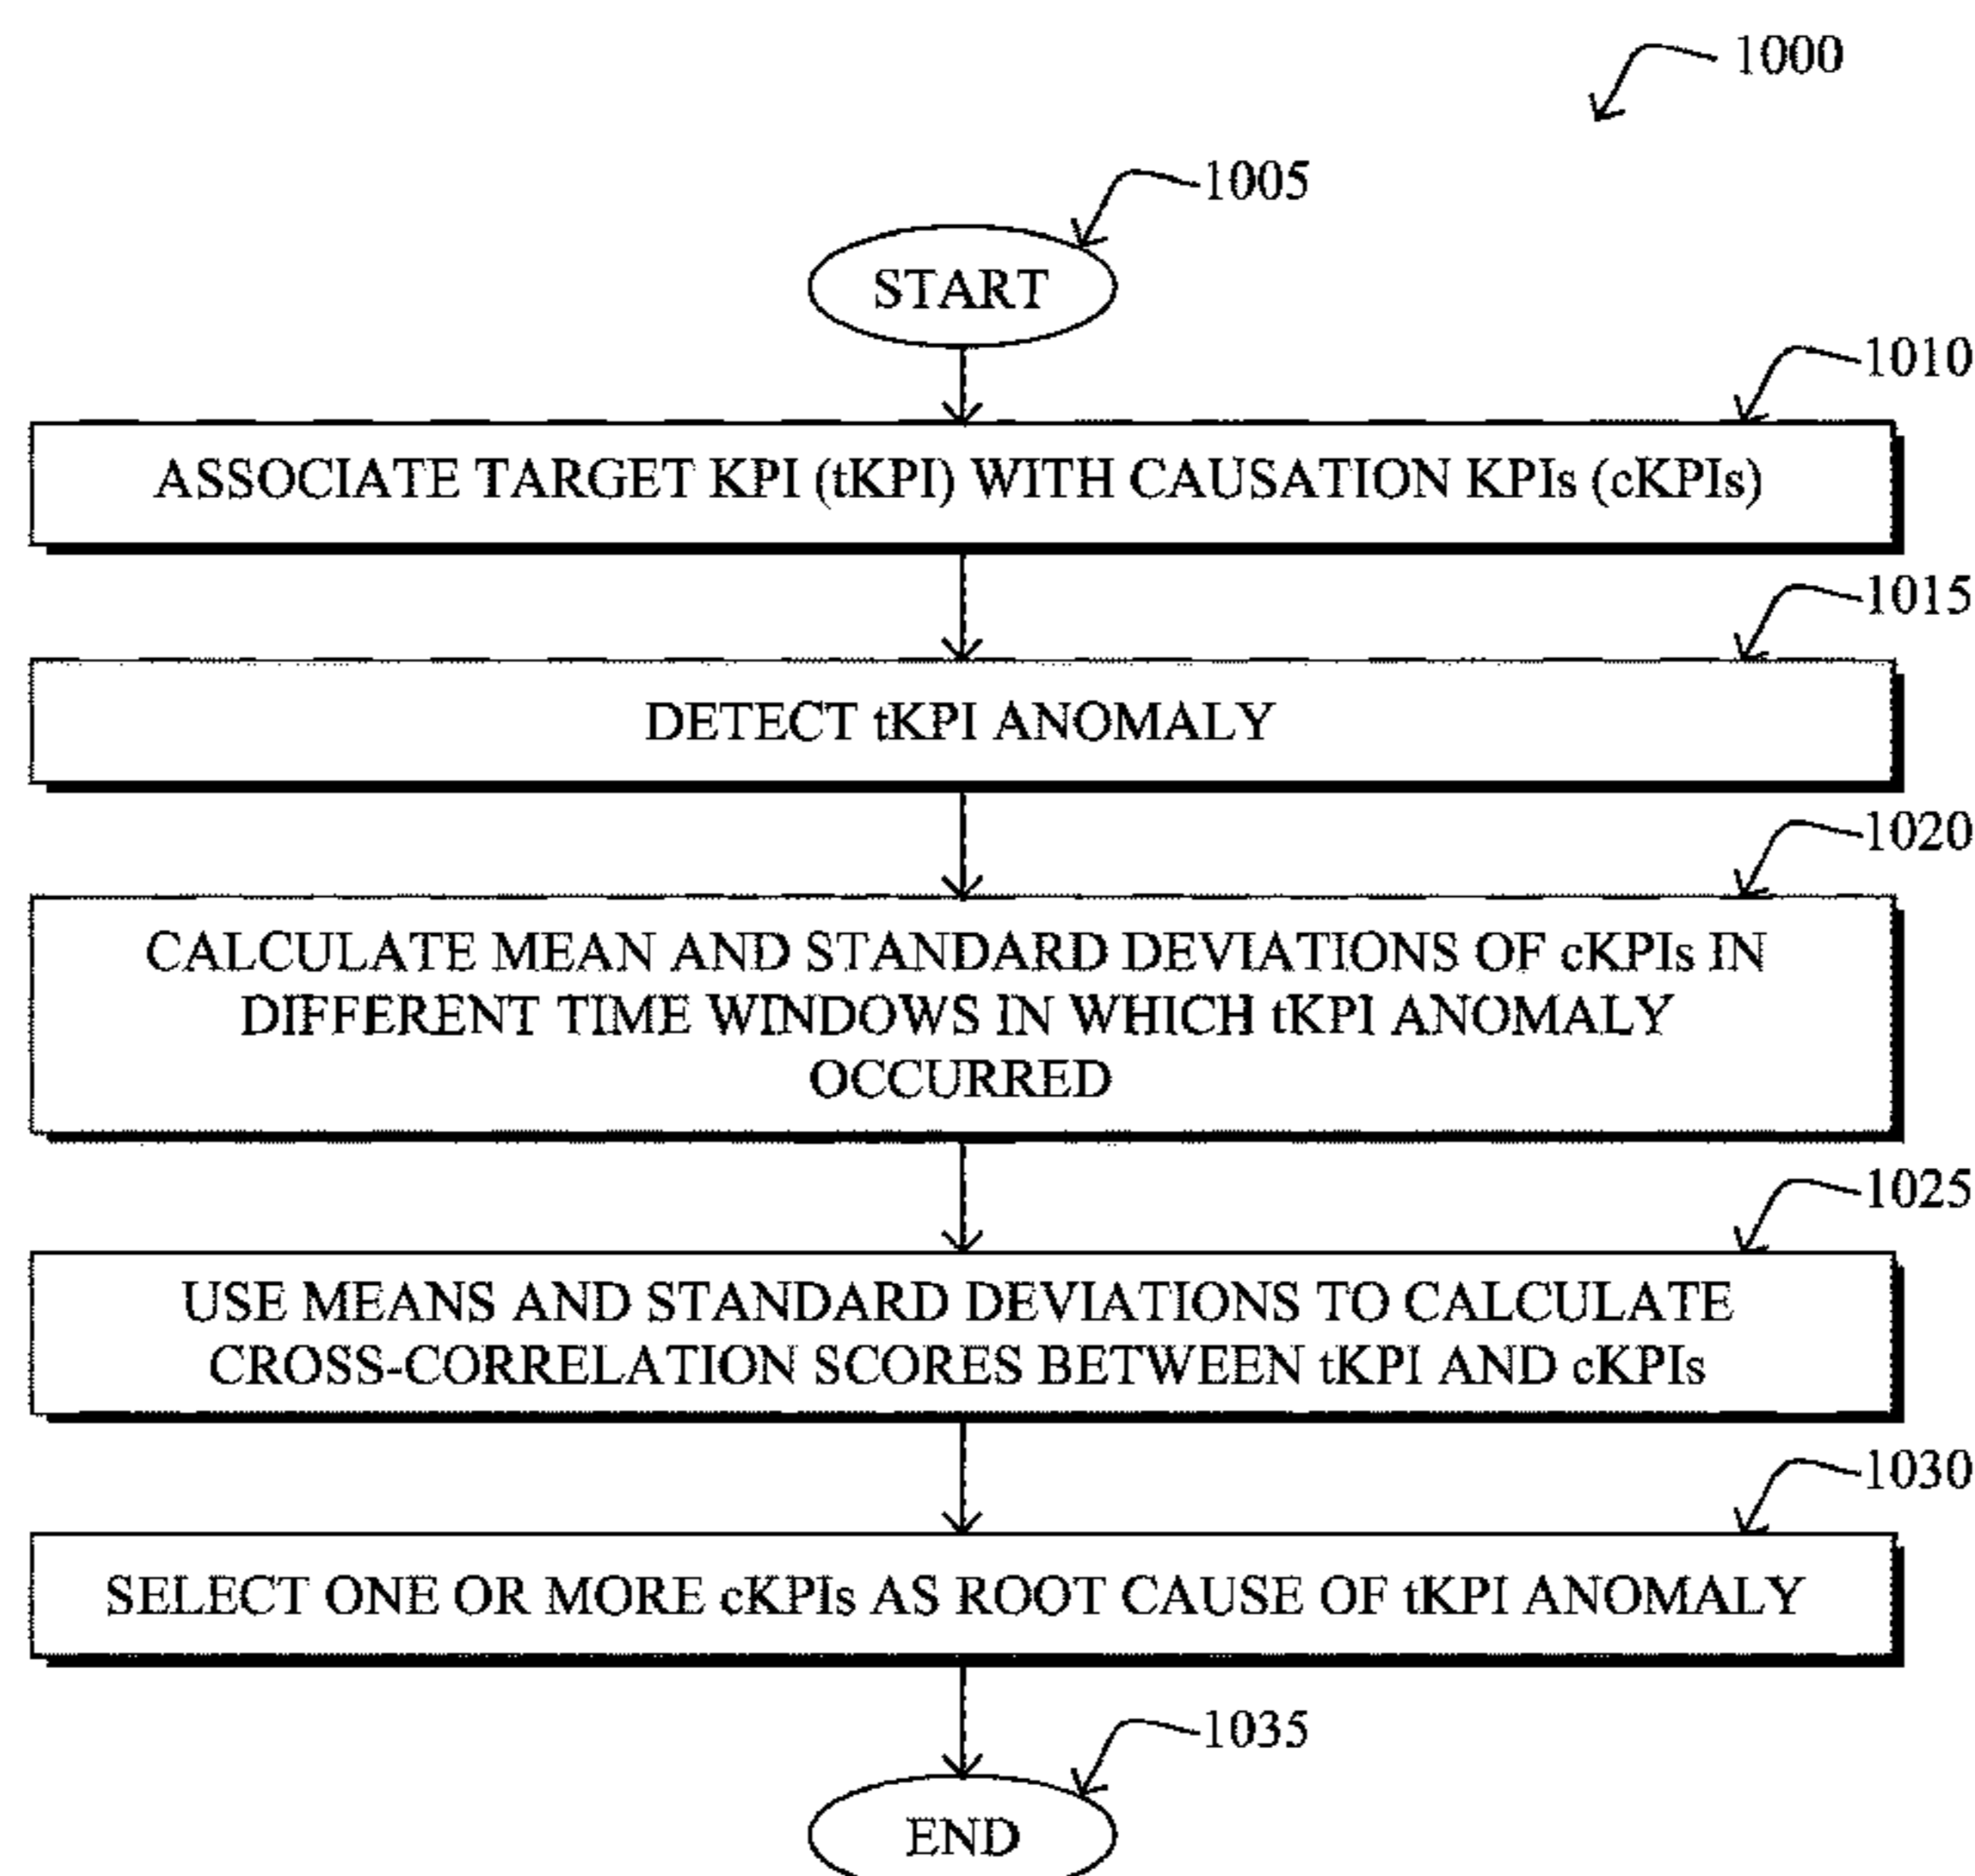 1000
1005
START
1010
ASSOCIATE TARGET KPI (tKPI) WITH CAUSATION KPIs (cKPIs)
1015
DETECT tKPI ANOMALY
1020
CALCULATE MEAN AND STANDARD DEVIATIONS OF cKPIs IN
DIFFERENT TIME WINDOWS IN WHICH tKPI ANOMALY
OCCURRED
1025
USE MEANS AND STANDARD DEVIATIONS TO CALCULATE
CROSS-CORRELATION SCORES BETWEEN tKPI AND cKPIs
1030
SELECT ONE OR MORE cKPIs AS ROOT CAUSE OF tKPI ANOMALY
1035
END